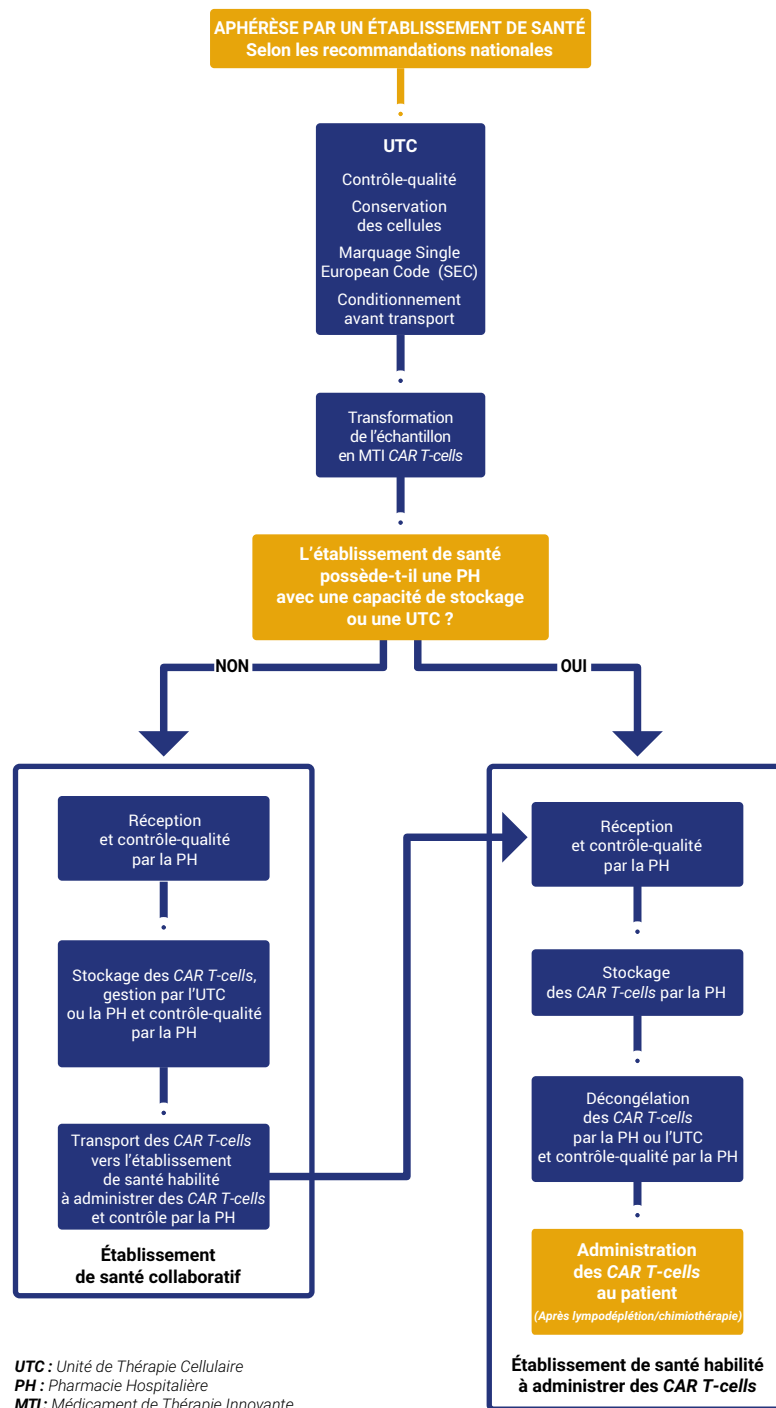 APHÉRÈSE PAR UN ÉTABLISSEMENT DE SANTÉ
Selon les recommandations nationales
UTC
Contrôle-qualité
Conservation
des cellules
Marquage Single
European Code (SEC)
Conditionnement
avant transport
Transformation
de l'échantillon
en MTI CAR T-cells
L'établissement de santé
possède-t-il une PH
avec une capacité de stockage
ou une UTC ?
NON
OUI
Réception
et contrôle-qualité
par la PH
Stockage des CAR T-cells,
gestion par l'UTC
ou la PH et contrôle-qualité
par la PH
Transport des CAR T-cells
vers l'établissement
de santé habilité
à administrer des CAR T-cells
et contrôle par la PH
Établissement
de santé collaboratif
Réception
et contrôle-qualité
par la PH
Stockage
des CAR T-cells par la PH
Décongélation
des CAR T-cells
par la PH ou l'UTC
et contrôle-qualité par la PH
Administration
des CAR T-cells
au patient
(Après lympodéplétion/chimiothérapie)
Établissement de santé habilité
à administrer des CAR T-cells
UTC : Unité de Thérapie Cellulaire
PH : Pharmacie Hospitalière
MTI : Médicament de Thérapie Innovante